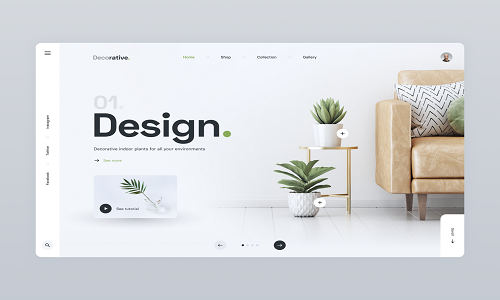 Decorative.
Home
Shop
Collection
Gallery
Instagram
Twitter
Facebook
01.
Design.
Decorative indoor plants for all your environments
See more
See tutorial
Scroll